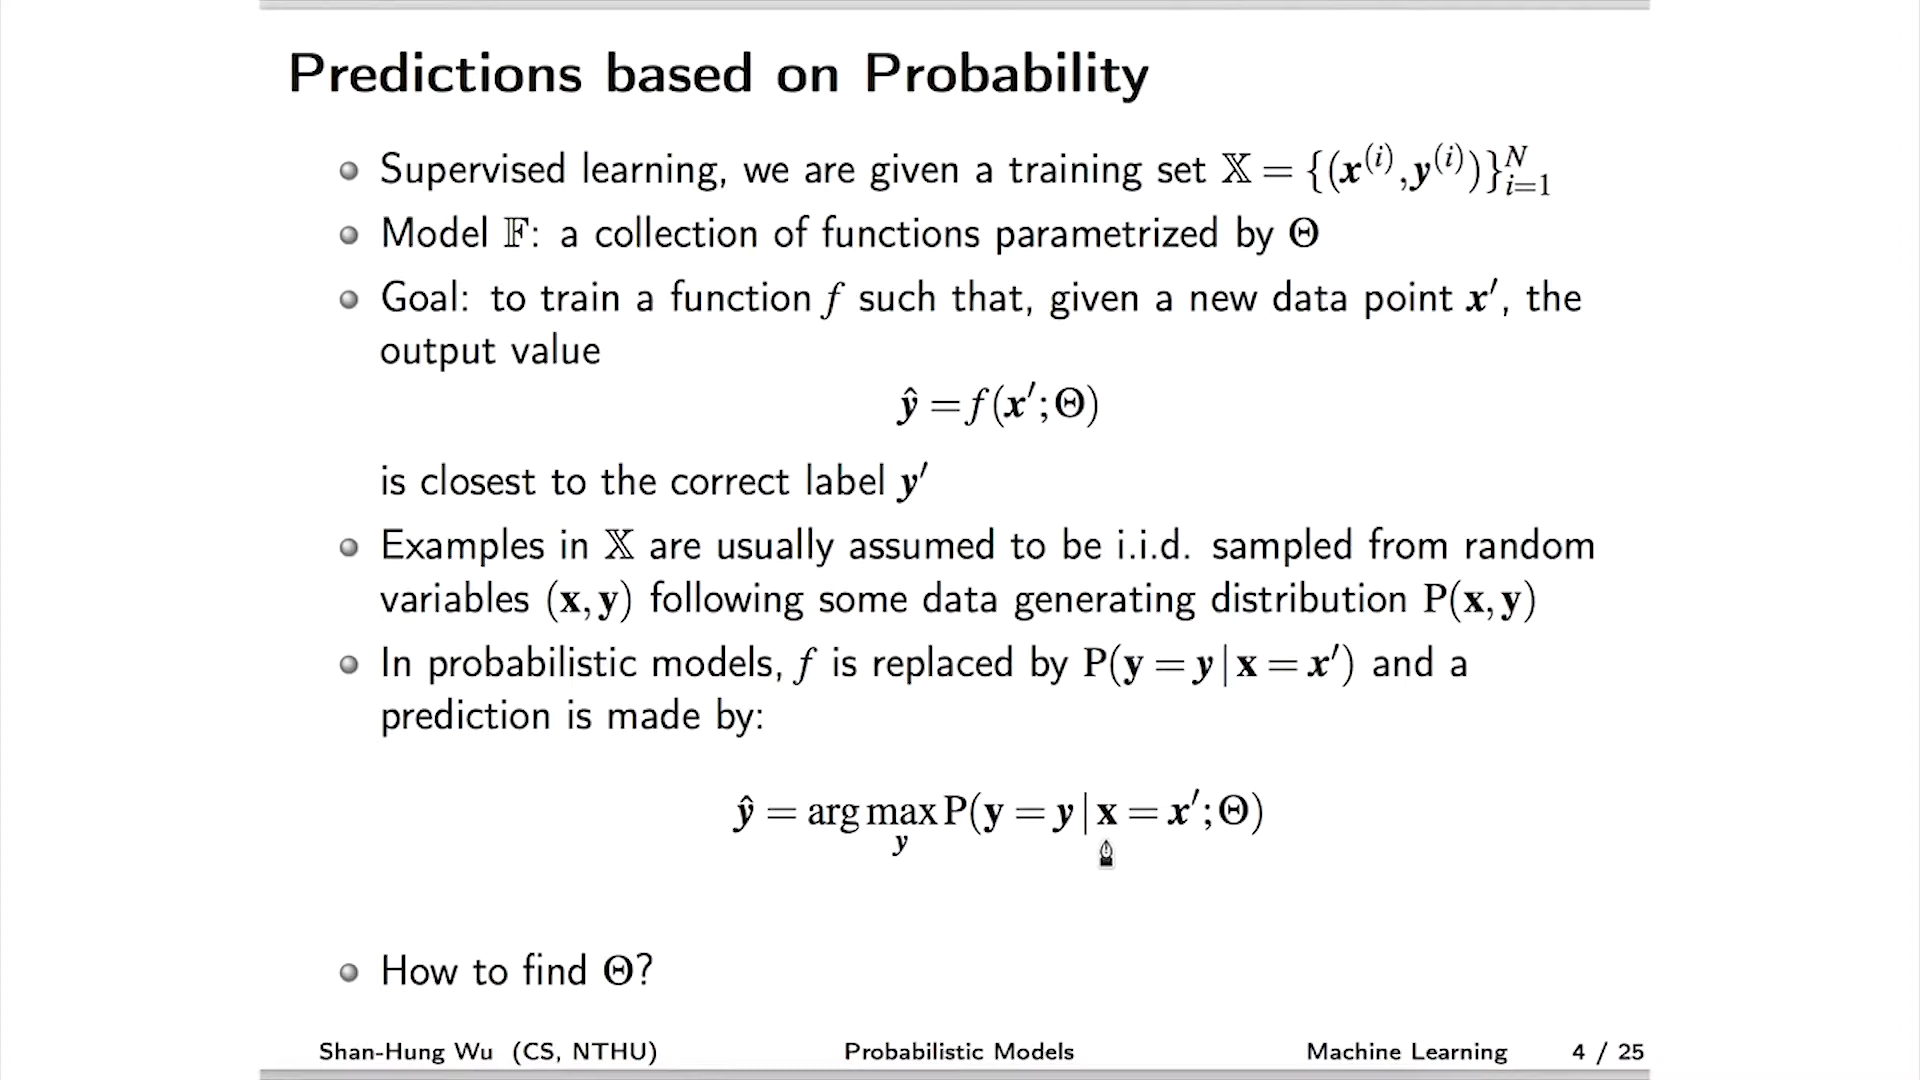 Predictions based on Probability
Supervised learning, we are given a training set 𝕏 = {(x^(i), y^(i))}_{i=1}^N
Model 𝔽: a collection of functions parametrized by Θ
Goal: to train a function f such that, given a new data point x′, the
output value
ŷ = f(x′; Θ)
is closest to the correct label y′
Examples in 𝕏 are usually assumed to be i.i.d. sampled from random
variables (x, y) following some data generating distribution P(x, y)
In probabilistic models, f is replaced by P(y = y | x = x′) and a
prediction is made by:
ŷ = arg max_y P(y = y | x = x′; Θ)
How to find Θ?
Shan-Hung Wu (CS, NTHU) Probabilistic Models Machine Learning 4 / 25